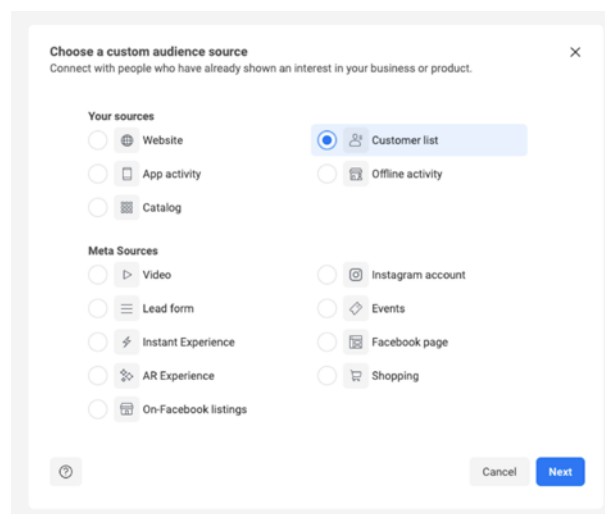 Choose a custom audience source
Connect with people who have already shown an interest in your business or product.
Your sources
Website
Customer list
App activity
Offline activity
Catalog
Meta Sources
Video
Instagram account
Lead form
Events
Instant Experience
Facebook page
AR Experience
Shopping
On-Facebook listings
Cancel
Next